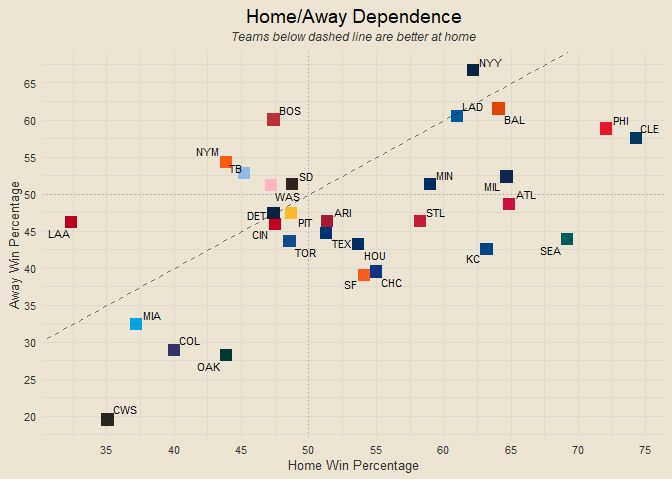 Home/Away Dependence
Teams below dashed line are better at home
NYY
65
LAD
BAL
BOS
60
PHI
CLE
NYM
55
TB
SD
MIN
MIL
50
WAS
ATL
DET
PIT
ARI
STL
LAA
CIN
45
TOR
TEX
HOU
KC
SEA
40
SF
CHC
35
MIA
30
COL
OAK
25
CWS
20
Away Win Percentage
35
40
45
50
55
60
65
70
75
Home Win Percentage